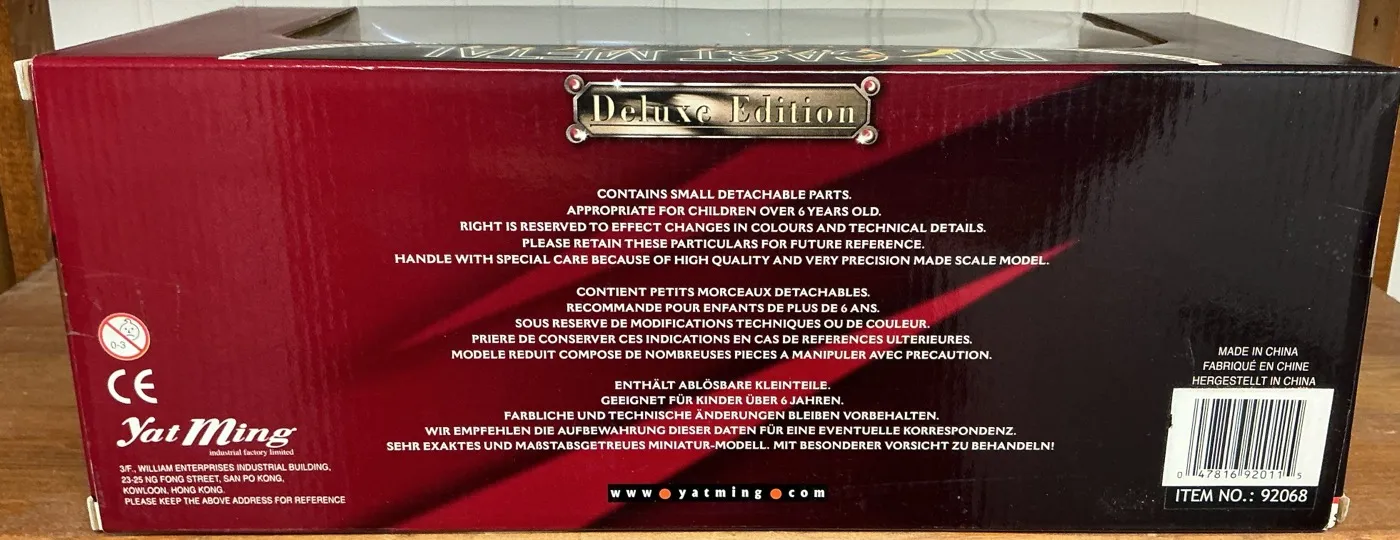 DIE CAST METAL
Deluxe Edition
CONTAINS SMALL DETACHABLE PARTS.
APPROPRIATE FOR CHILDREN OVER 6 YEARS OLD.
RIGHT IS RESERVED TO EFFECT CHANGES IN COLOURS AND TECHNICAL DETAILS.
PLEASE RETAIN THESE PARTICULARS FOR FUTURE REFERENCE.
HANDLE WITH SPECIAL CARE BECAUSE OF HIGH QUALITY AND VERY PRECISION MADE SCALE MODEL.
CONTIENT PETITS MORCEAUX DETACHABLES.
RECOMMANDE POUR ENFANTS DE PLUS DE 6 ANS.
SOUS RESERVE DE MODIFICATIONS TECHNIQUES OU DE COULEUR.
PRIERE DE CONSERVER CES INDICATIONS EN CAS DE REFERENCES ULTERIEURES.
MODELE REDUIT COMPOSE DE NOMBREUSES PIECES A MANIPULER AVEC PRECAUTION.
ENTHÄLT ABLÖSBARE KLEINTEILE.
GEEIGNET FÜR KINDER ÜBER 6 JAHREN.
FARBLICHE UND TECHNISCHE ÄNDERUNGEN BLEIBEN VORBEHALTEN.
WIR EMPFEHLEN DIE AUFBEWAHRUNG DIESER DATEN FÜR EINE EVENTUELLE KORRESPONDENZ.
SEHR EXAKTES UND MAßSTABSGETREUES MINIATUR-MODELL. MIT BESONDERER VORSICHT ZU BEHANDELN!
www.yatming.com
0-3
CE
Yat Ming
industrial factory limited
3/F., WILLIAM ENTERPRISES INDUSTRIAL BUILDING,
23-25 NG FONG STREET, SAN PO KONG,
KOWLOON, HONG KONG.
PLEASE KEEP THE ABOVE ADDRESS FOR REFERENCE
MADE IN CHINA
FABRIQUÉ EN CHINE
HERGESTELLT IN CHINA
0 47816 92011 5
ITEM NO.: 92068